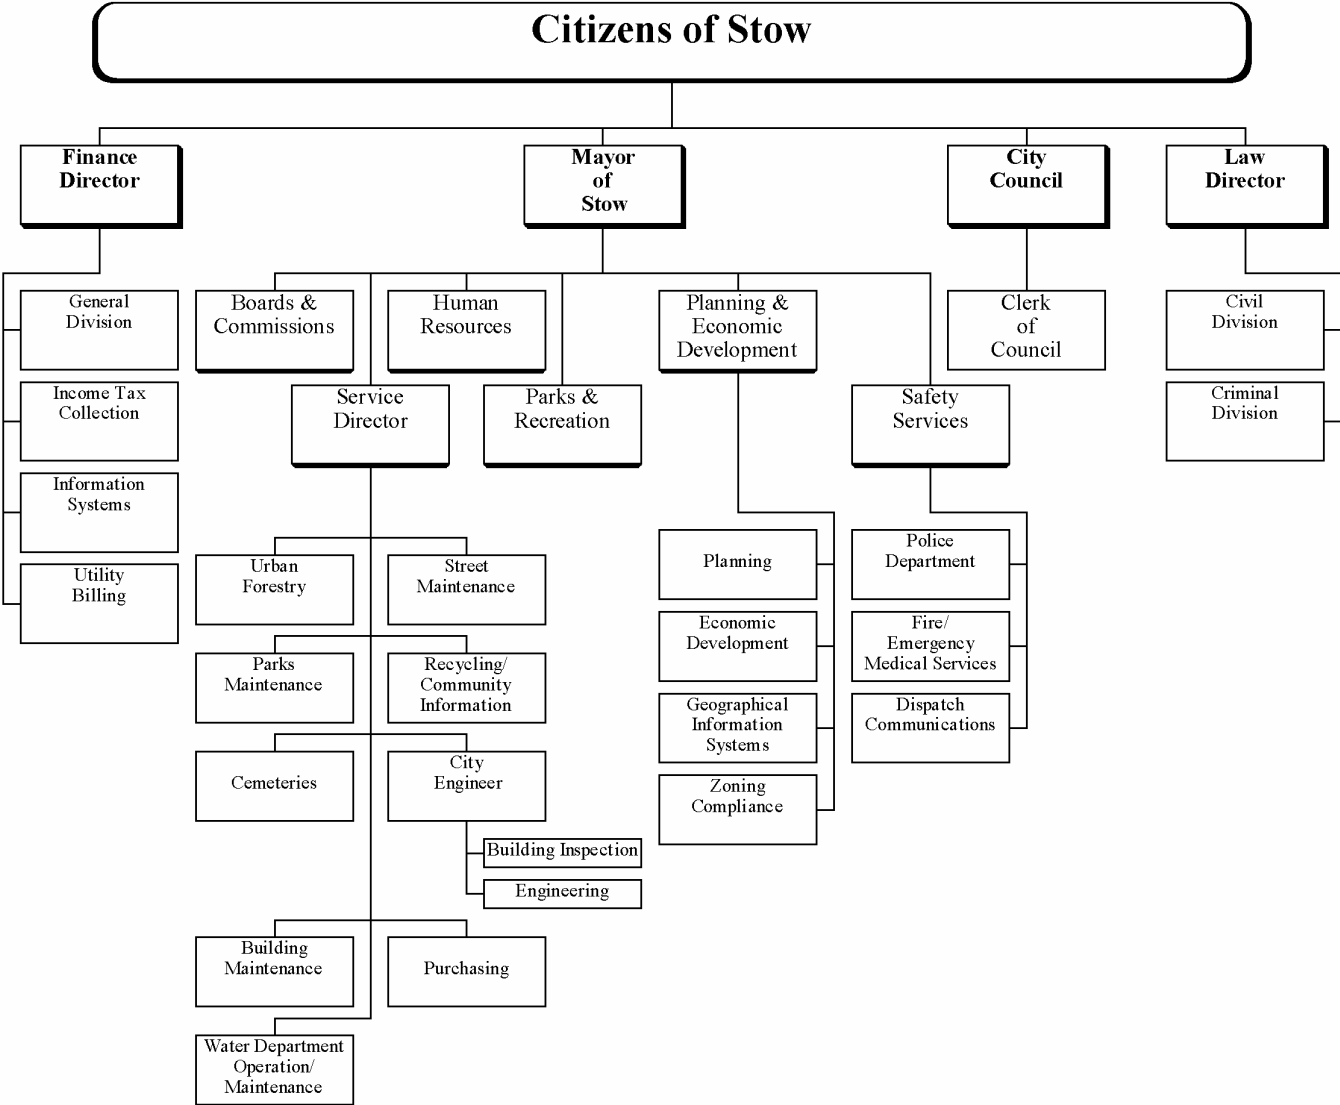 Citizens of Stow
Finance
Director
Mayor
of
Stow
City
Council
Law
Director
General
Division
Boards &
Commissions
Human
Resources
Planning &
Economic
Development
Clerk
of
Council
Civil
Division
Income Tax
Collection
Service
Director
Parks &
Recreation
Safety
Services
Criminal
Division
Information
Systems
Utility
Billing
Urban
Forestry
Street
Maintenance
Planning
Police
Department
Parks
Maintenance
Recycling/
Community
Information
Economic
Development
Fire/
Emergency
Medical Services
Geographical
Information
Systems
Dispatch
Communications
Cemeteries
City
Engineer
Zoning
Compliance
Building Inspection
Engineering
Building
Maintenance
Purchasing
Water Department
Operation/
Maintenance